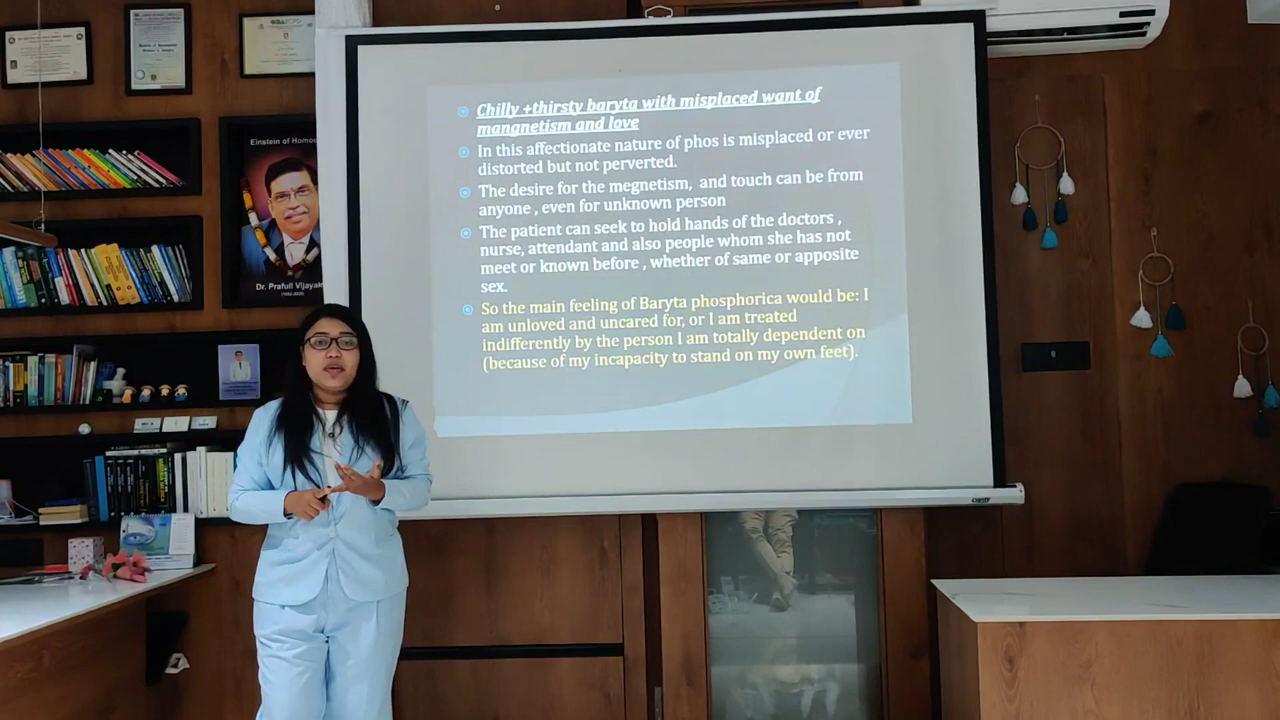 Chilly +thirsty baryta with misplaced want of
mangnetism and love
In this affectionate nature of phos is misplaced or ever
distorted but not perverted.
The desire for the megnetism, and touch can be from
anyone , even for unknown person
The patient can seek to hold hands of the doctors ,
nurse, attendant and also people whom she has not
meet or known before , whether of same or apposite
sex.
So the main feeling of Baryta phosphorica would be: I
am unloved and uncared for, or I am treated
indifferently by the person I am totally dependent on
(because of my incapacity to stand on my own feet).
Einstein of Homoe
Dr. Prafull Vijayak